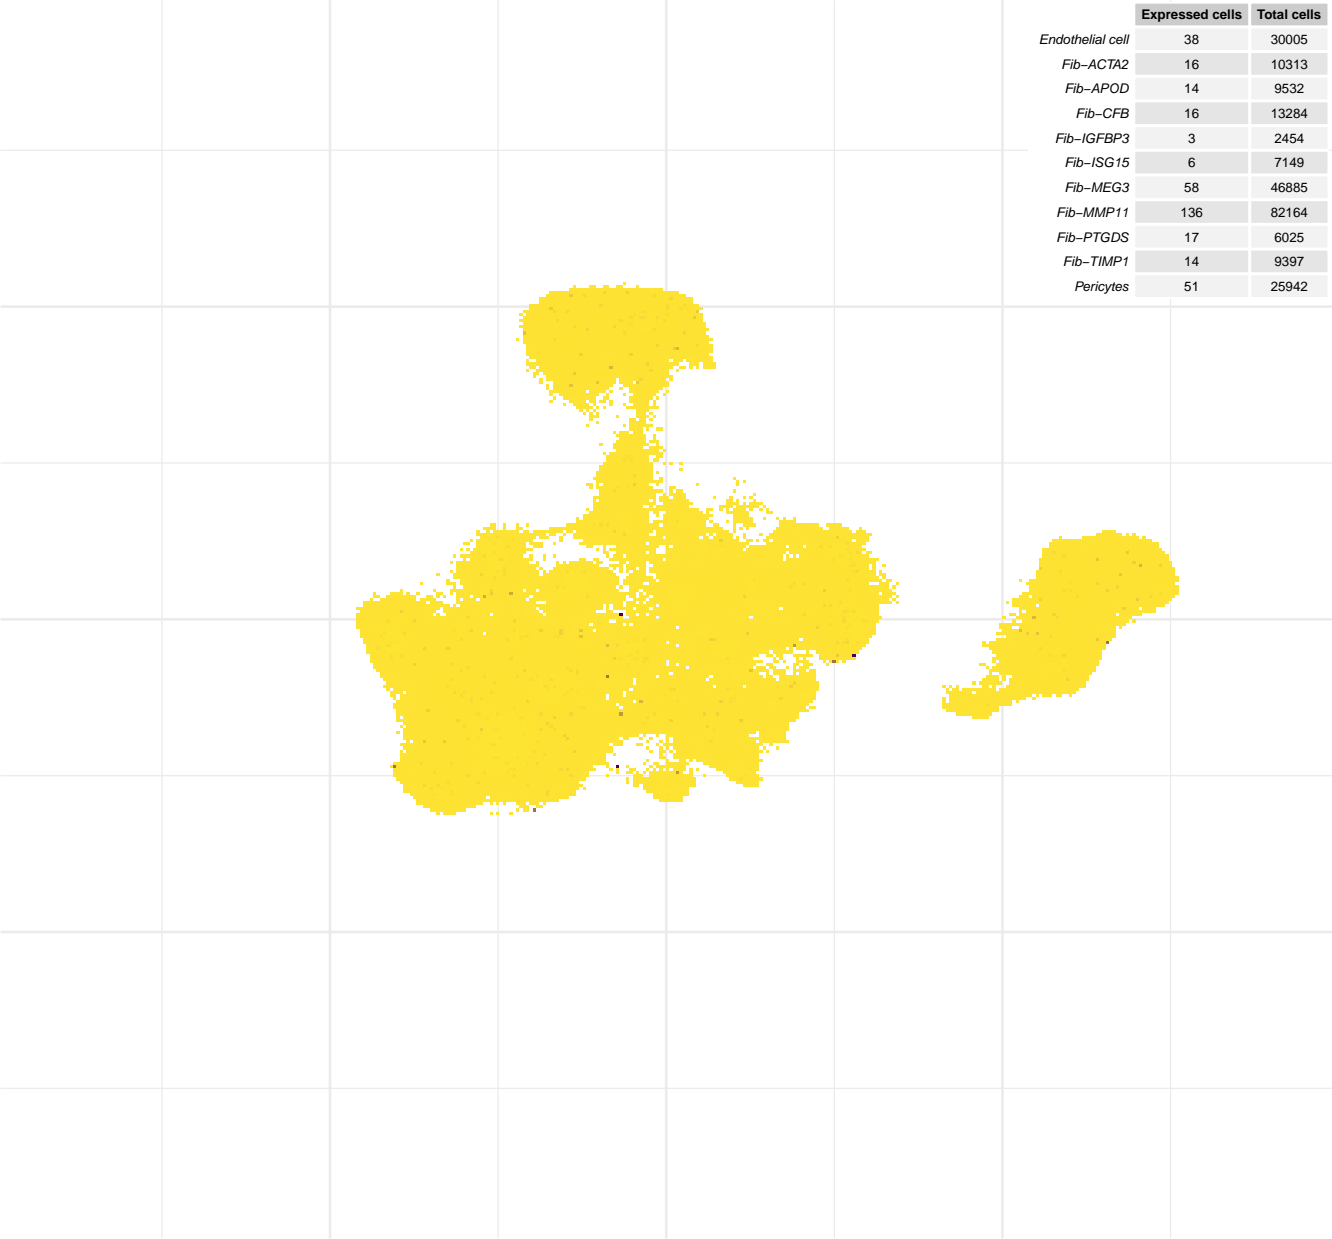 Expressed cells Total cells
Endothelial cell 38 30005
Fib−ACTA2 16 10313
Fib−APOD 14 9532
Fib−CFB 16 13284
Fib−IGFBP3 3 2454
Fib−ISG15 6 7149
Fib−MEG3 58 46885
Fib−MMP11 136 82164
Fib−PTGDS 17 6025
Fib−TIMP1 14 9397
Pericytes 51 25942